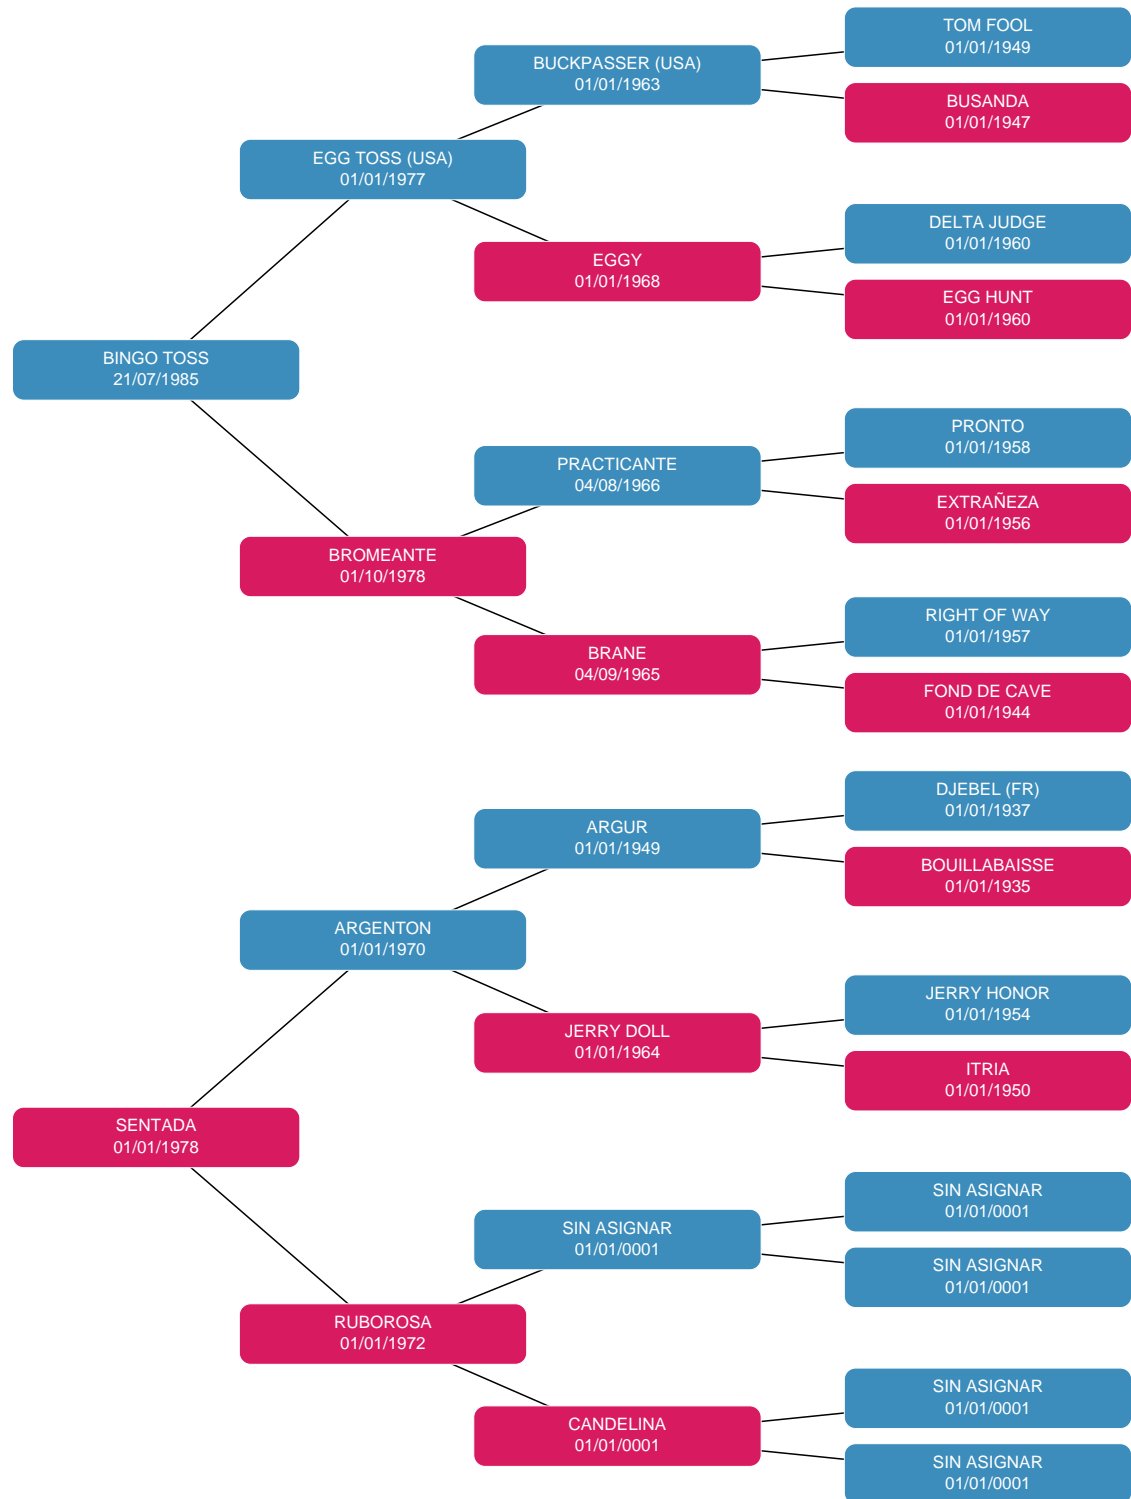 TOM FOOL
01/01/1949
BUCKPASSER (USA)
01/01/1963
BUSANDA
01/01/1947
EGG TOSS (USA)
01/01/1977
DELTA JUDGE
01/01/1960
EGGY
01/01/1968
EGG HUNT
01/01/1960
BINGO TOSS
21/07/1985
PRONTO
01/01/1958
PRACTICANTE
04/08/1966
EXTRAÑEZA
01/01/1956
BROMEANTE
01/10/1978
RIGHT OF WAY
01/01/1957
BRANE
04/09/1965
FOND DE CAVE
01/01/1944
DJEBEL (FR)
01/01/1937
ARGUR
01/01/1949
BOUILLABAISSE
01/01/1935
ARGENTON
01/01/1970
JERRY HONOR
01/01/1954
JERRY DOLL
01/01/1964
ITRIA
01/01/1950
SENTADA
01/01/1978
SIN ASIGNAR
01/01/0001
SIN ASIGNAR
01/01/0001
SIN ASIGNAR
01/01/0001
RUBOROSA
01/01/1972
SIN ASIGNAR
01/01/0001
CANDELINA
01/01/0001
SIN ASIGNAR
01/01/0001